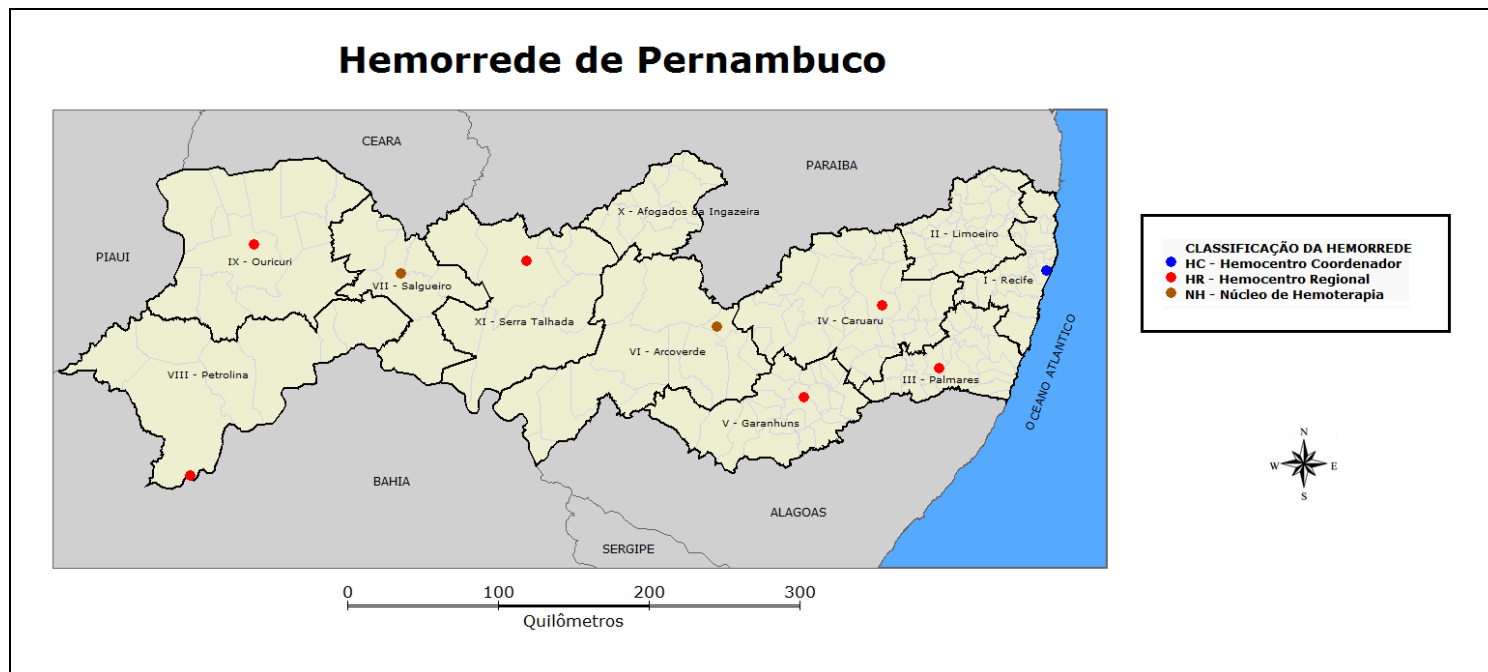 Hemorrede de Pernambuco
CEARA
PARAIBA
PIAUI
X - Afogados da Ingazeira
II - Limoeiro
IX - Ouricuri
VII - Salgueiro
I - Recife
XI - Serra Talhada
IV - Caruaru
VI - Arcoverde
VIII - Petrolina
III - Palmares
V - Garanhuns
OCEANO ATLANTICO
BAHIA
ALAGOAS
SERGIPE
0 100 200 300
Quilômetros
CLASSIFICAÇÃO DA HEMORREDE
HC - Hemocentro Coordenador
HR - Hemocentro Regional
NH - Núcleo de Hemoterapia
N
W E
S